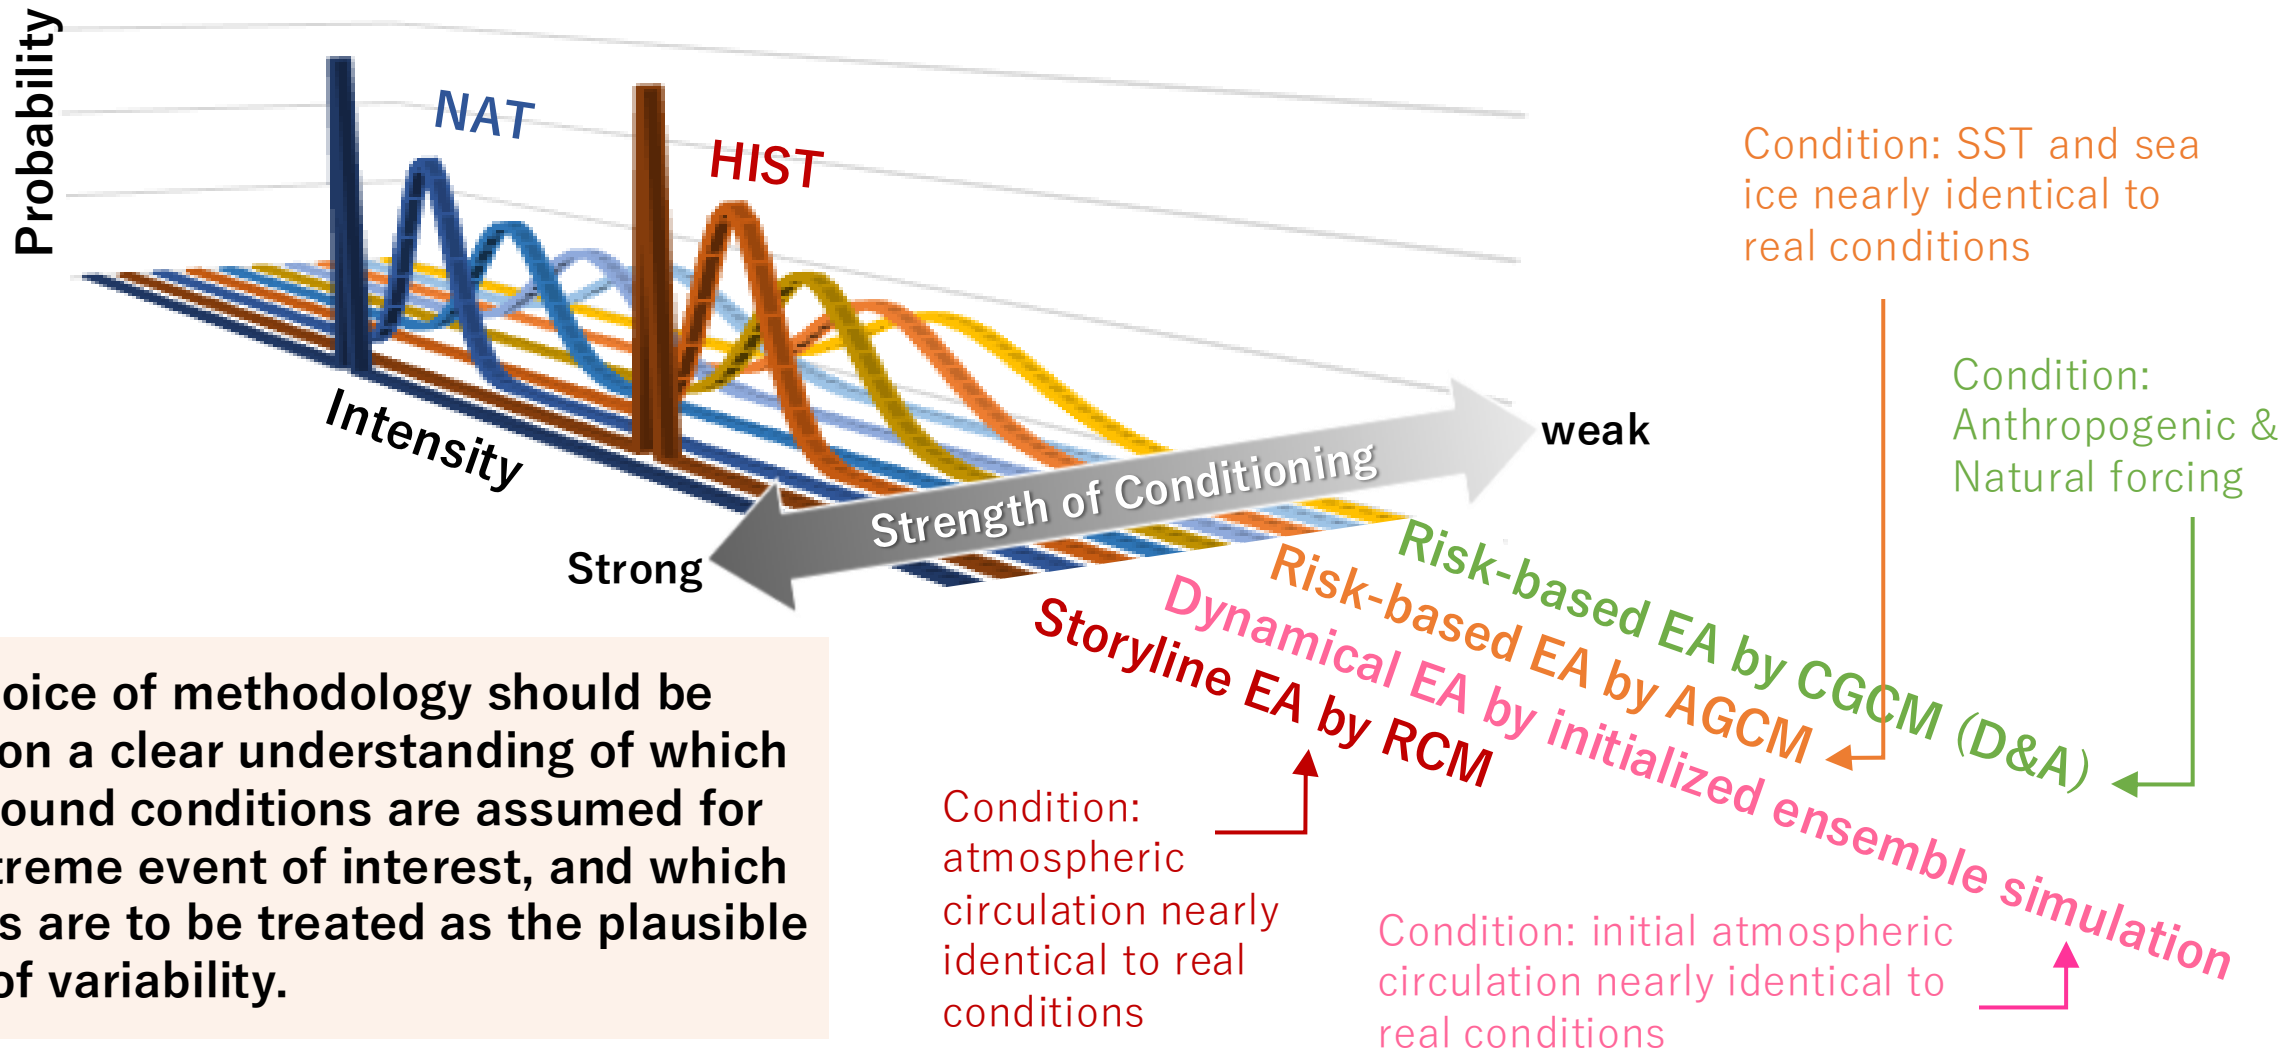 Probability
NAT
HIST
Intensity
Strength of Conditioning
weak
Strong
Condition: SST and sea
ice nearly identical to
real conditions
Condition:
Anthropogenic &
Natural forcing
Risk-based EA by CGCM (D&A)
Risk-based EA by AGCM
Dynamical EA by initialized ensemble simulation
Storyline EA by RCM
oice of methodology should be
on a clear understanding of which
ound conditions are assumed for
treme event of interest, and which
s are to be treated as the plausible
of variability.
Condition:
atmospheric
circulation nearly
identical to real
conditions
Condition: initial atmospheric
circulation nearly identical to
real conditions